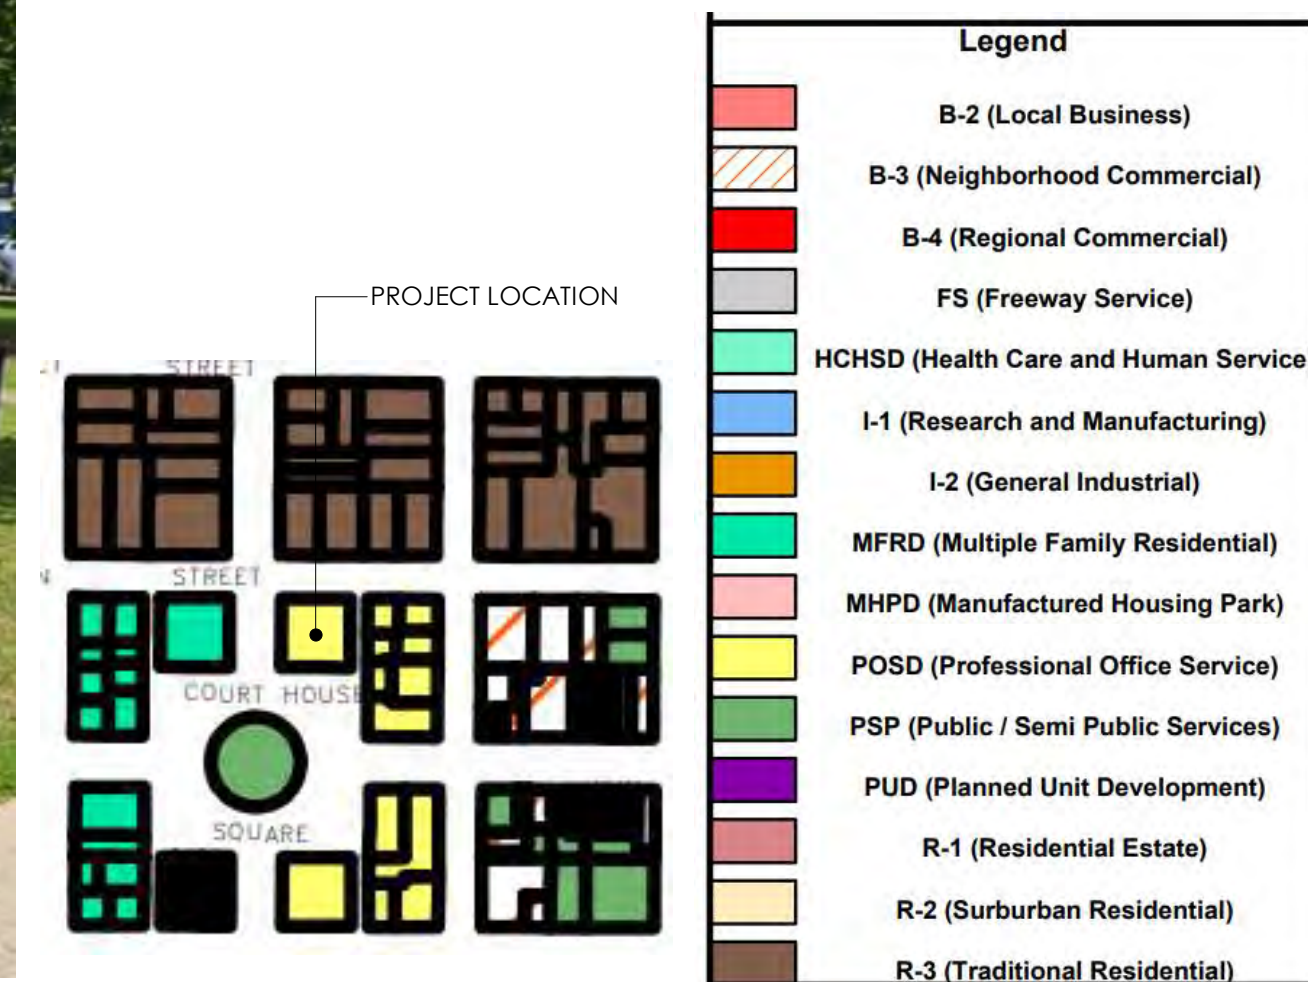 PROJECT LOCATION
STREET
STREET
COURT HOUSE
SQUARE
Legend
B-2 (Local Business)
B-3 (Neighborhood Commercial)
B-4 (Regional Commercial)
FS (Freeway Service)
HCHSD (Health Care and Human Service
I-1 (Research and Manufacturing)
I-2 (General Industrial)
MFRD (Multiple Family Residential)
MHPD (Manufactured Housing Park)
POSD (Professional Office Service)
PSP (Public / Semi Public Services)
PUD (Planned Unit Development)
R-1 (Residential Estate)
R-2 (Surburban Residential)
R-3 (Traditional Residential)